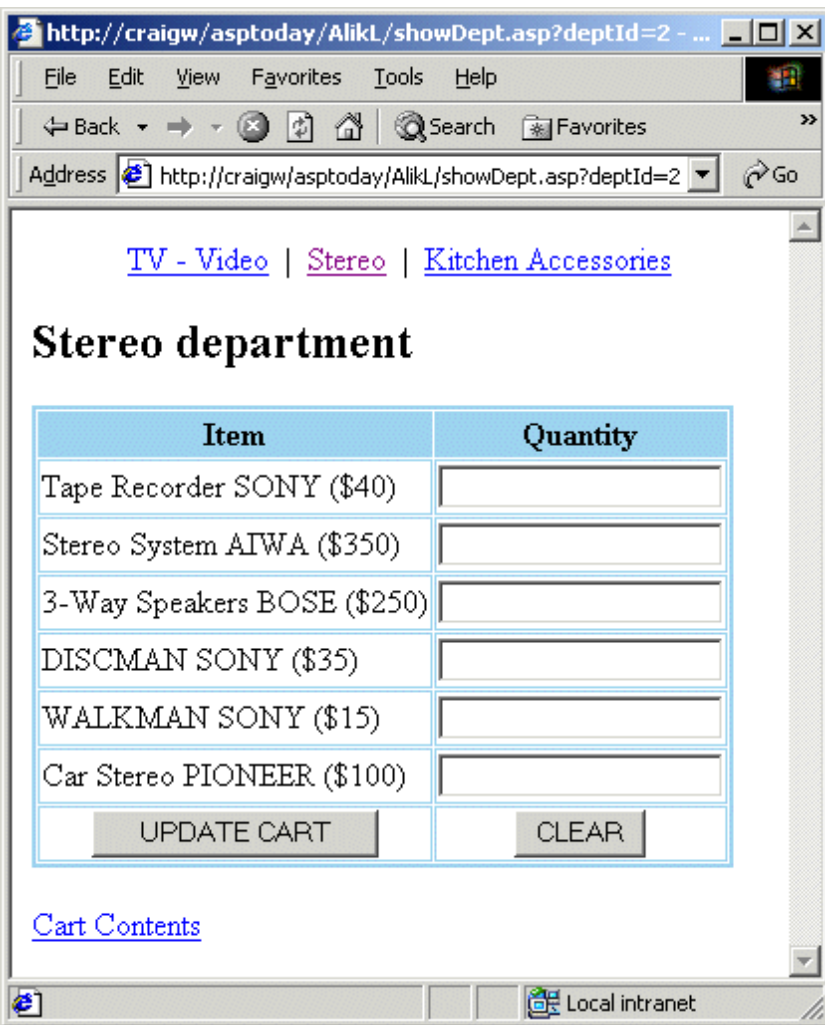 http://craigw/asptoday/AlikL/showDept.asp?deptId=2 - ...
File Edit View Favorites Tools Help
Back Search Favorites »
Address http://craigw/asptoday/AlikL/showDept.asp?deptId=2 Go
TV - Video | Stereo | Kitchen Accessories
Stereo department
Item Quantity
Tape Recorder SONY ($40)
Stereo System AIWA ($350)
3-Way Speakers BOSE ($250)
DISCMAN SONY ($35)
WALKMAN SONY ($15)
Car Stereo PIONEER ($100)
UPDATE CART CLEAR
Cart Contents
Local intranet